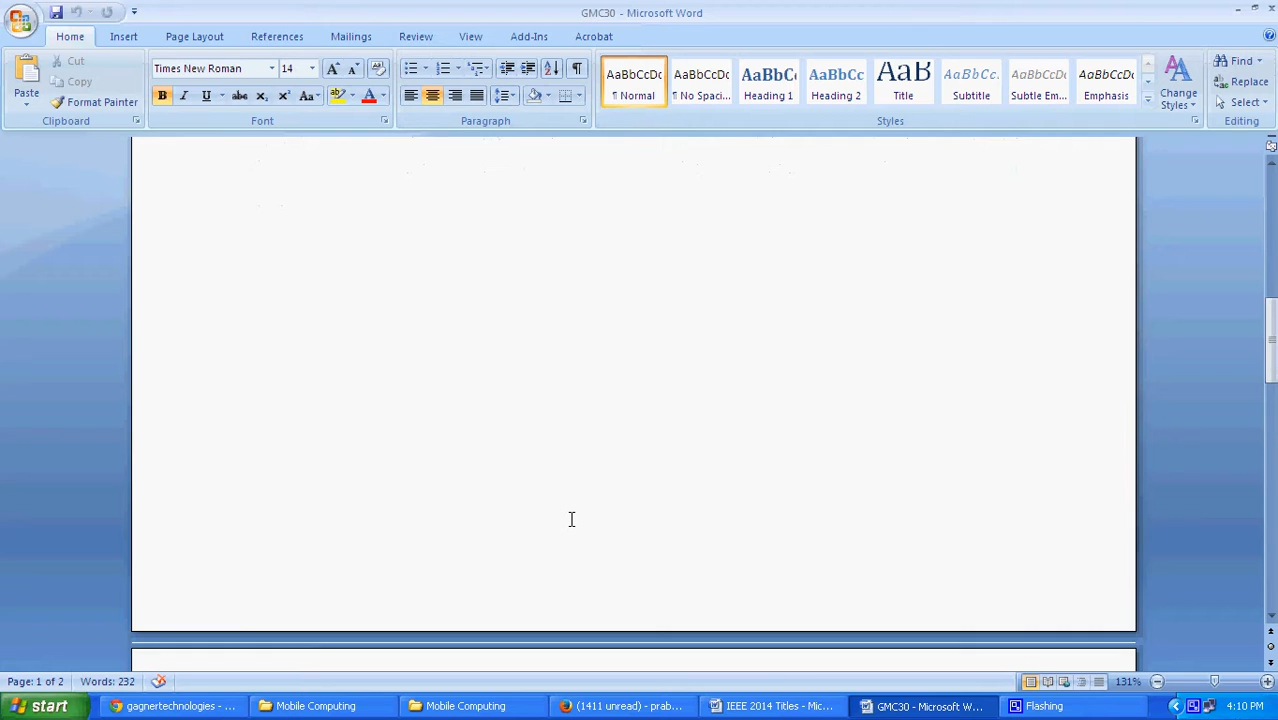 GMC30 - Microsoft Word
Home Insert Page Layout References Mailings Review View Add-Ins Acrobat
Paste
Cut
Copy
Format Painter
Clipboard
Times New Roman 14
B I U abc x₂ x² Aa
Font
Paragraph
AaBbCcDc AaBbCcDc AaBbC AaBbCc AaB AaBbCc. AaBbCcDc AaBbCcDc
¶ Normal ¶ No Spaci... Heading 1 Heading 2 Title Subtitle Subtle Em... Emphasis
Change Styles
Styles
Find
Replace
Select
Editing
Page: 1 of 2 Words: 232 131%
start gagnertechnologies - ... Mobile Computing Mobile Computing (1411 unread) - prab... IEEE 2014 Titles - Mic... GMC30 - Microsoft W... Flashing 4:10 PM